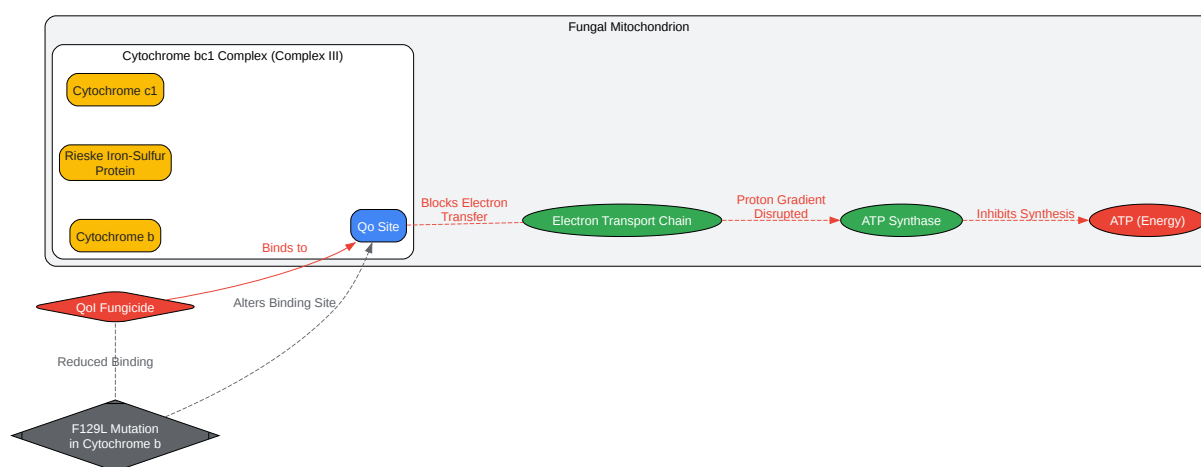 Fungal Mitochondrion
Cytochrome bc1 Complex (Complex III)
Cytochrome c1
Rieske Iron-Sulfur
Protein
Cytochrome b
Qo Site
Blocks Electron
Transfer
Electron Transport Chain
Proton Gradient
Disrupted
ATP Synthase
Inhibits Synthesis
ATP (Energy)
Binds to
QoI Fungicide
Alters Binding Site
Reduced Binding
F129L Mutation
in Cytochrome b